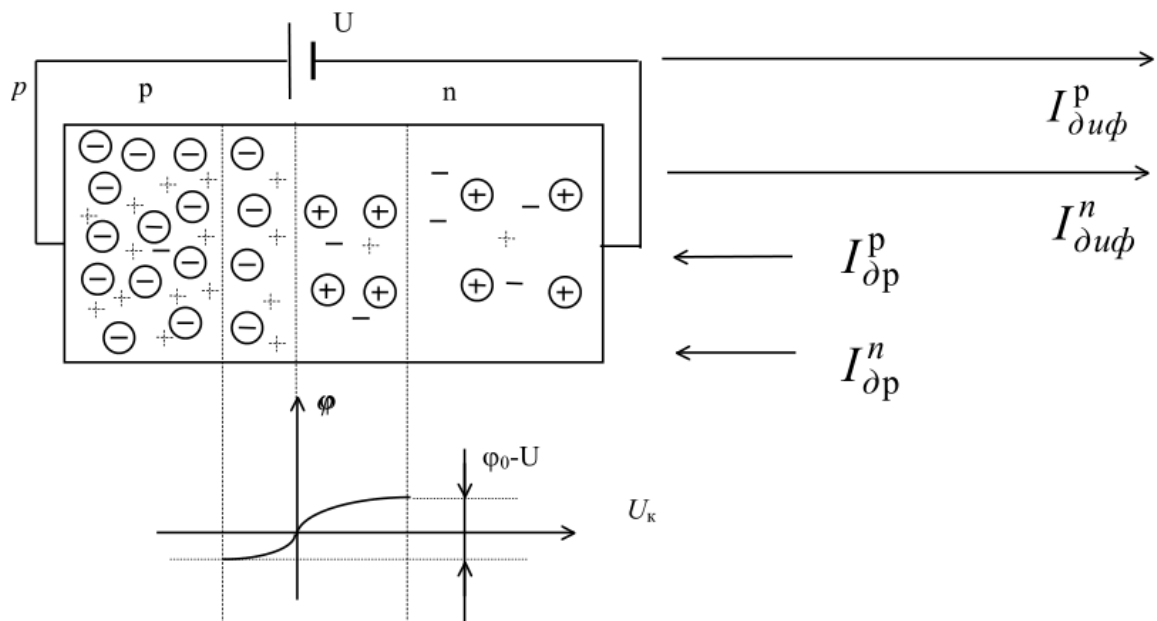 U
p
p
n
I^p_диф
I^n_диф
I^p_др
I^n_др
φ
φ₀-U
U_к